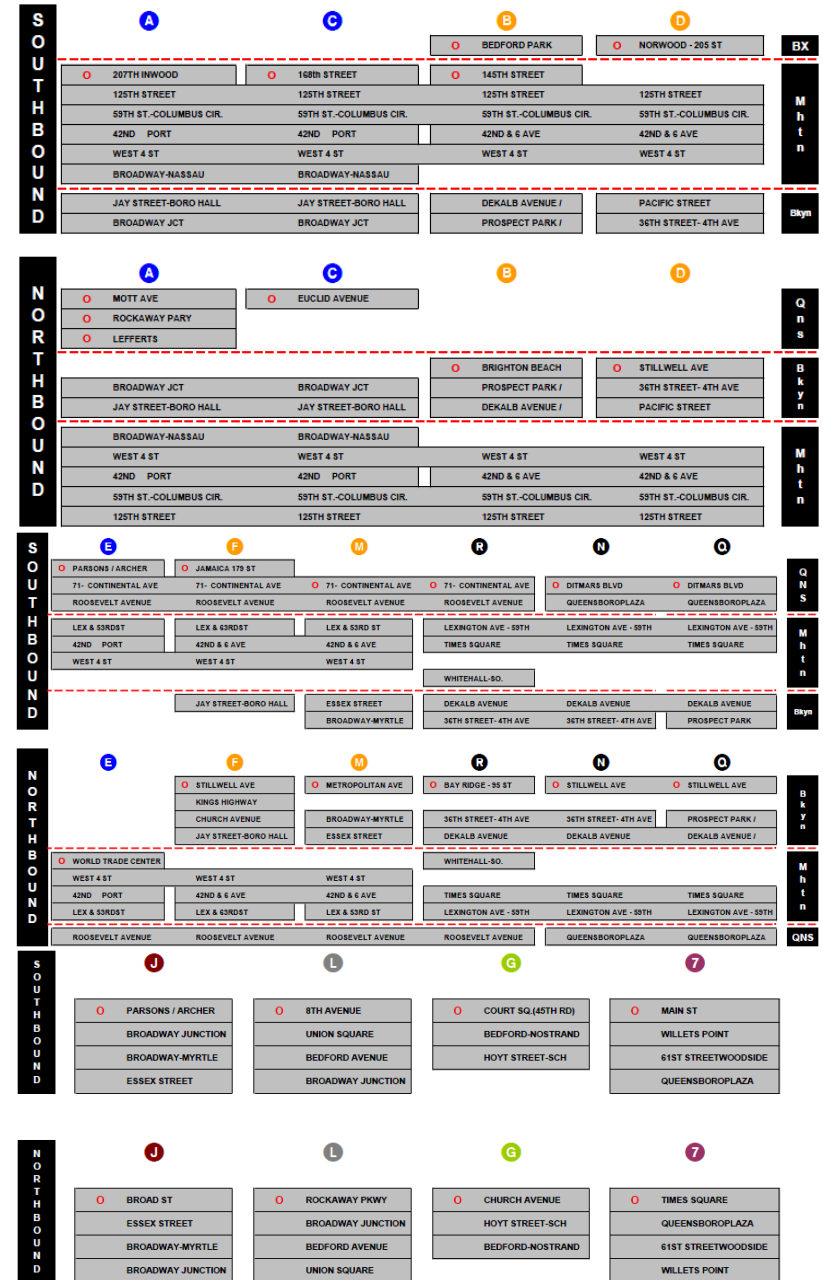 SOUTHBOUND
A C B D
O BEDFORD PARK O NORWOOD - 205 ST BX
O 207TH INWOOD O 168th STREET O 145TH STREET
125TH STREET 125TH STREET 125TH STREET 125TH STREET
59TH ST.-COLUMBUS CIR. 59TH ST.-COLUMBUS CIR. 59TH ST.-COLUMBUS CIR. 59TH ST.-COLUMBUS CIR.
42ND PORT 42ND PORT 42ND & 6 AVE 42ND & 6 AVE
WEST 4 ST WEST 4 ST WEST 4 ST WEST 4 ST
BROADWAY-NASSAU BROADWAY-NASSAU
Mhtn
JAY STREET-BORO HALL JAY STREET-BORO HALL DEKALB AVENUE / PACIFIC STREET
BROADWAY JCT BROADWAY JCT PROSPECT PARK / 36TH STREET- 4TH AVE
Bkyn
NORTHBOUND
A C B D
O MOTT AVE O EUCLID AVENUE
O ROCKAWAY PARY
O LEFFERTS
Qns
O BRIGHTON BEACH O STILLWELL AVE
BROADWAY JCT BROADWAY JCT PROSPECT PARK / 36TH STREET- 4TH AVE
JAY STREET-BORO HALL JAY STREET-BORO HALL DEKALB AVENUE / PACIFIC STREET
Bkyn
BROADWAY-NASSAU BROADWAY-NASSAU
WEST 4 ST WEST 4 ST WEST 4 ST WEST 4 ST
42ND PORT 42ND PORT 42ND & 6 AVE 42ND & 6 AVE
59TH ST.-COLUMBUS CIR. 59TH ST.-COLUMBUS CIR. 59TH ST.-COLUMBUS CIR. 59TH ST.-COLUMBUS CIR.
125TH STREET 125TH STREET 125TH STREET 125TH STREET
Mhtn
SOUTHBOUND
E F M R N Q
O PARSONS / ARCHER O JAMAICA 179 ST
71- CONTINENTAL AVE 71- CONTINENTAL AVE O 71- CONTINENTAL AVE O 71- CONTINENTAL AVE O DITMARS BLVD O DITMARS BLVD
ROOSEVELT AVENUE ROOSEVELT AVENUE ROOSEVELT AVENUE ROOSEVELT AVENUE QUEENSBOROPLAZA QUEENSBOROPLAZA
QNS
LEX & 53RDST LEX & 63RDST LEX & 53RD ST LEXINGTON AVE - 59TH LEXINGTON AVE - 59TH LEXINGTON AVE - 59TH
42ND PORT 42ND & 6 AVE 42ND & 6 AVE TIMES SQUARE TIMES SQUARE TIMES SQUARE
WEST 4 ST WEST 4 ST WEST 4 ST
WHITEHALL-SO.
Mhtn
JAY STREET-BORO HALL ESSEX STREET DEKALB AVENUE DEKALB AVENUE DEKALB AVENUE
BROADWAY-MYRTLE 36TH STREET- 4TH AVE 36TH STREET- 4TH AVE PROSPECT PARK
Bkyn
NORTHBOUND
E F M R N Q
O STILLWELL AVE O METROPOLITAN AVE O BAY RIDGE - 95 ST O STILLWELL AVE O STILLWELL AVE
KINGS HIGHWAY
CHURCH AVENUE BROADWAY-MYRTLE 36TH STREET- 4TH AVE 36TH STREET- 4TH AVE PROSPECT PARK /
JAY STREET-BORO HALL ESSEX STREET DEKALB AVENUE DEKALB AVENUE DEKALB AVENUE /
Bkyn
O WORLD TRADE CENTER WHITEHALL-SO.
WEST 4 ST WEST 4 ST WEST 4 ST
42ND PORT 42ND & 6 AVE 42ND & 6 AVE TIMES SQUARE TIMES SQUARE TIMES SQUARE
LEX & 53RDST LEX & 63RDST LEX & 53RD ST LEXINGTON AVE - 59TH LEXINGTON AVE - 59TH LEXINGTON AVE - 59TH
Mhtn
ROOSEVELT AVENUE ROOSEVELT AVENUE ROOSEVELT AVENUE ROOSEVELT AVENUE QUEENSBOROPLAZA QUEENSBOROPLAZA QNS
SOUTHBOUND
J L G 7
O PARSONS / ARCHER O 8TH AVENUE O COURT SQ.(45TH RD) O MAIN ST
BROADWAY JUNCTION UNION SQUARE BEDFORD-NOSTRAND WILLETS POINT
BROADWAY-MYRTLE BEDFORD AVENUE HOYT STREET-SCH 61ST STREETWOODSIDE
ESSEX STREET BROADWAY JUNCTION QUEENSBOROPLAZA
NORTHBOUND
J L G 7
O BROAD ST O ROCKAWAY PKWY O CHURCH AVENUE O TIMES SQUARE
ESSEX STREET BROADWAY JUNCTION HOYT STREET-SCH QUEENSBOROPLAZA
BROADWAY-MYRTLE BEDFORD AVENUE BEDFORD-NOSTRAND 61ST STREETWOODSIDE
BROADWAY JUNCTION UNION SQUARE WILLETS POINT